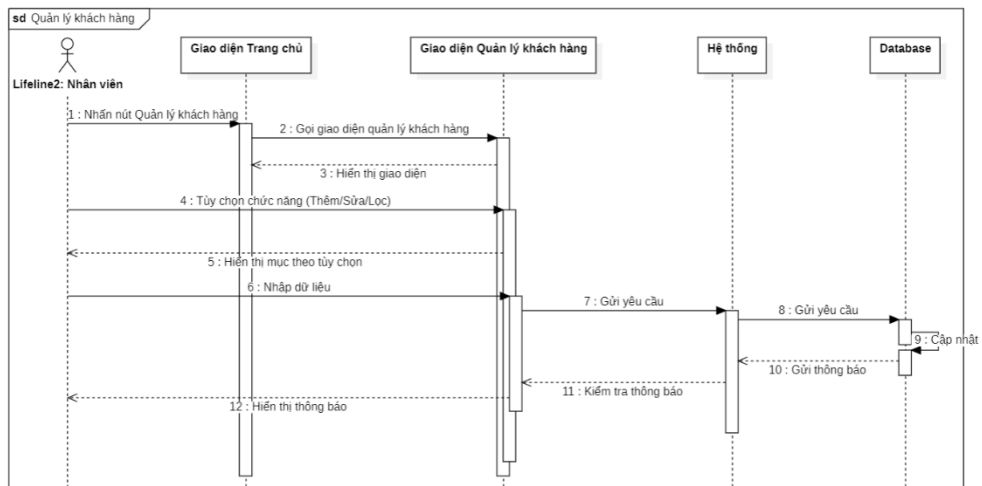 sd Quản lý khách hàng
Giao diện Trang chủ
Giao diện Quản lý khách hàng
Hệ thống
Database
Lifeline2: Nhân viên
1 : Nhấn nút Quản lý khách hàng
2 : Gọi giao diện quản lý khách hàng
3 : Hiển thị giao diện
4 : Tùy chọn chức năng (Thêm/Sửa/Lọc)
5 : Hiển thị mục theo tùy chọn
6 : Nhập dữ liệu
7 : Gửi yêu cầu
8 : Gửi yêu cầu
9 : Cập nhật
10 : Gửi thông báo
11 : Kiểm tra thông báo
12 : Hiển thị thông báo